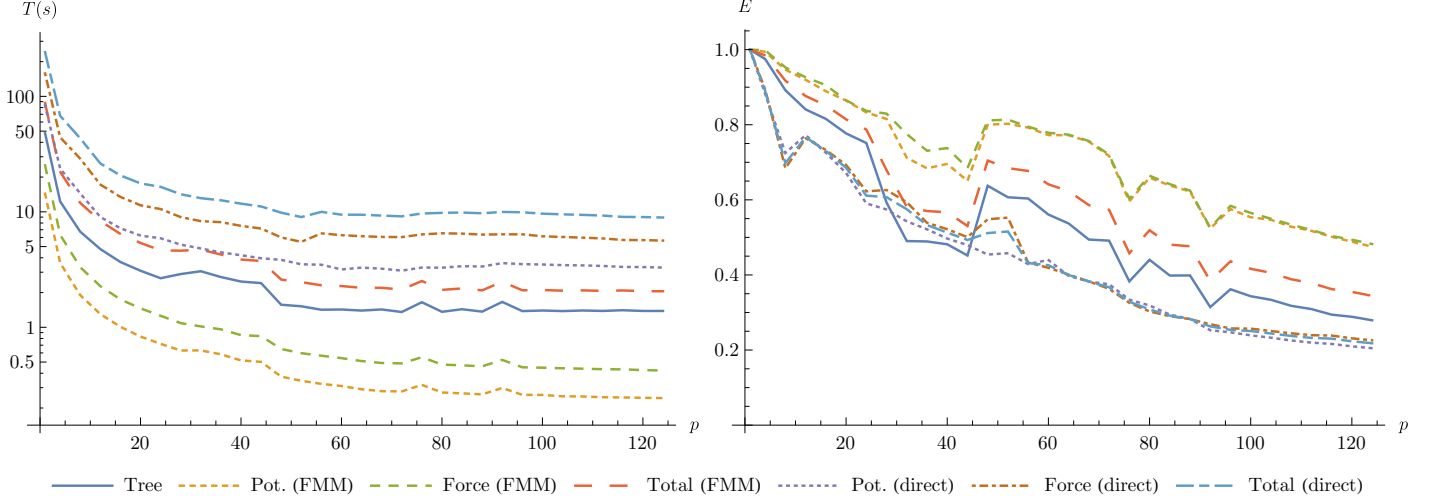 T(s)
100
50
10
5
1
0.5
20 40 60 80 100 120 p
E
1.0
0.8
0.6
0.4
0.2
20 40 60 80 100 120 p
Tree Pot. (FMM) Force (FMM) Total (FMM) Pot. (direct) Force (direct) Total (direct)